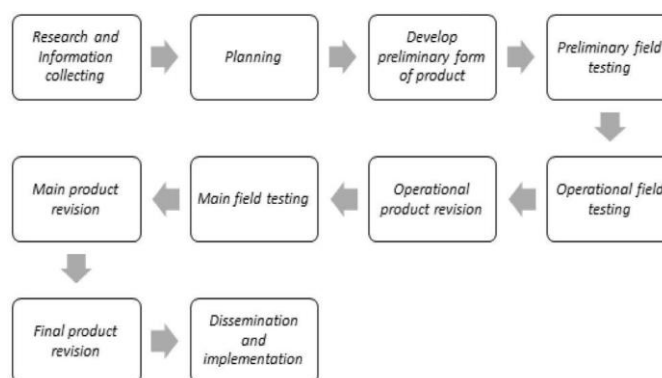 Research and
Information
collecting
Planning
Develop
preliminary form
of product
Preliminary field
testing
Operational field
testing
Operational
product revision
Main field testing
Main product
revision
Final product
revision
Dissemination
and
implementation